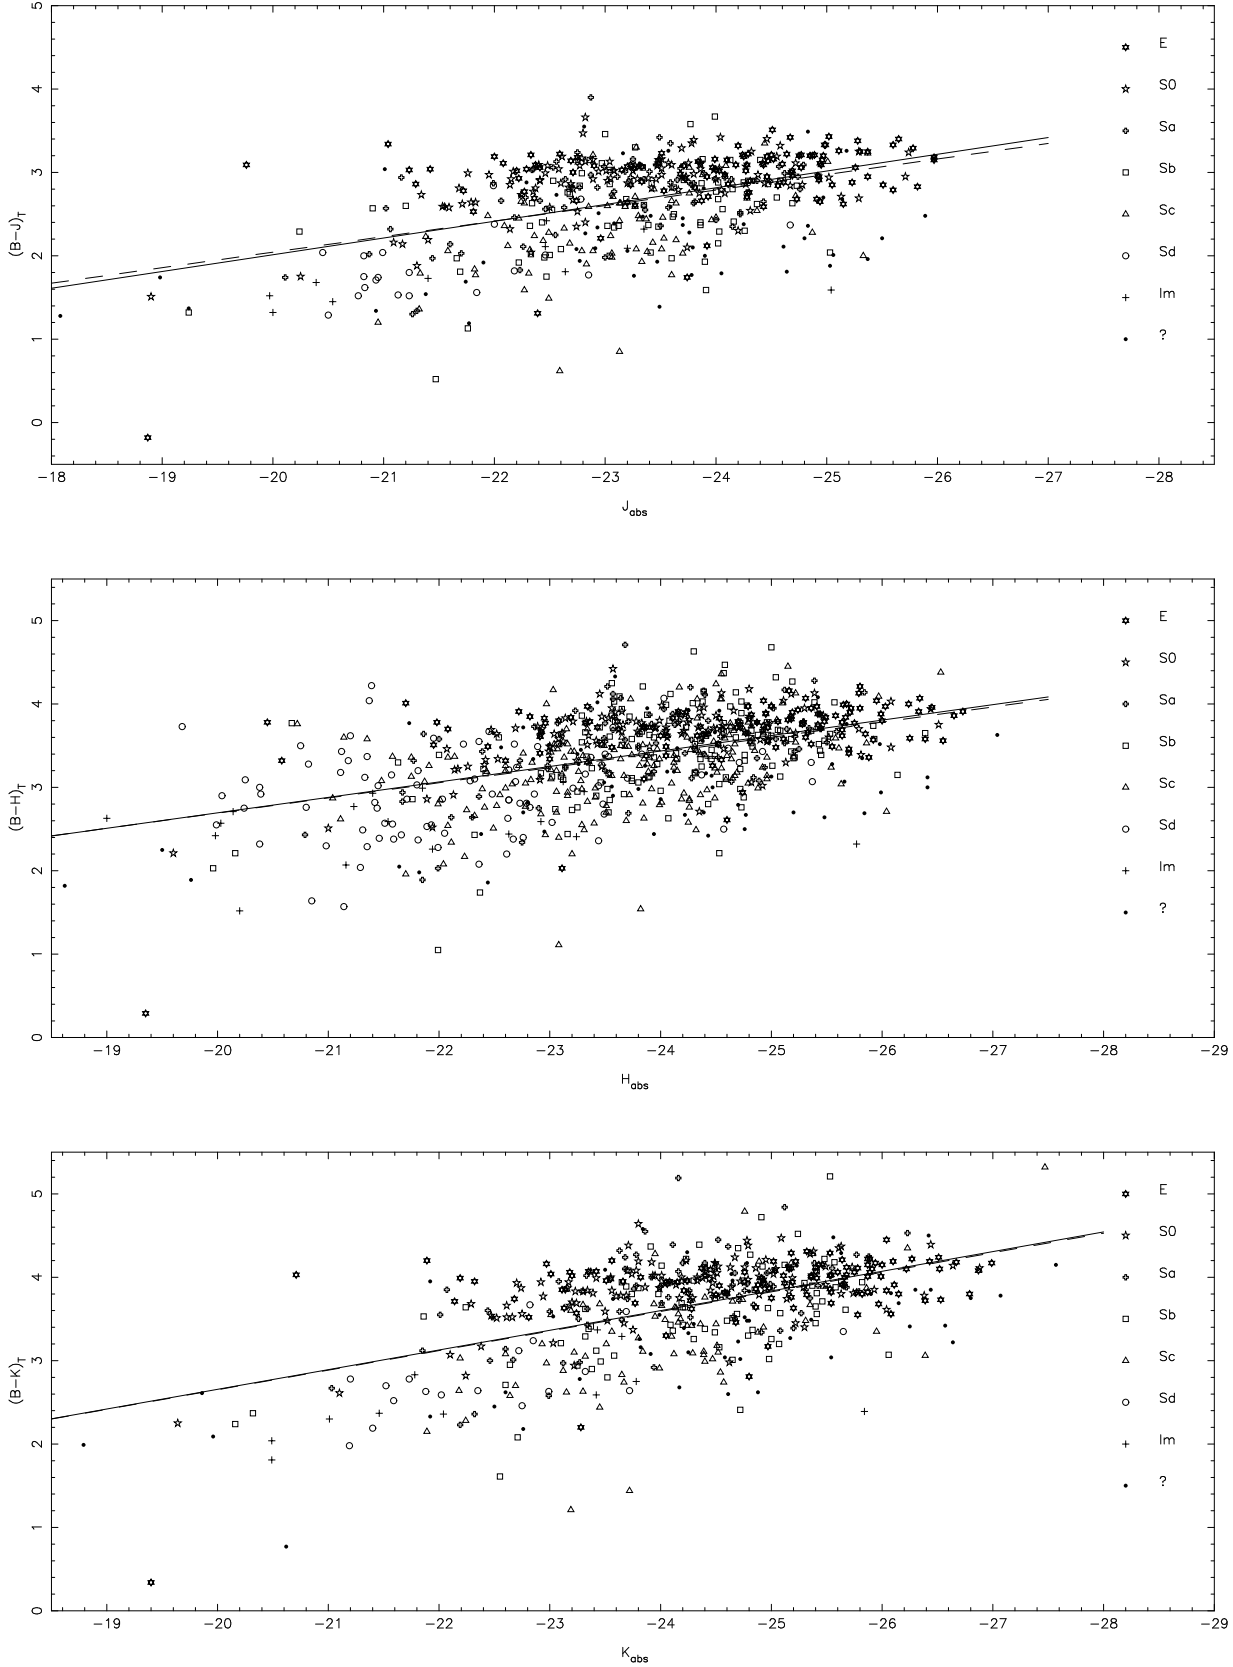 5
4
3
2
1
0
(B−J)T
E
S0
Sa
Sb
Sc
Sd
Im
?
−18 −19 −20 −21 −22 −23 −24 −25 −26 −27 −28
Jabs
5
4
3
2
1
0
(B−H)T
E
S0
Sa
Sb
Sc
Sd
Im
?
−19 −20 −21 −22 −23 −24 −25 −26 −27 −28 −29
Habs
5
4
3
2
1
0
(B−K)T
E
S0
Sa
Sb
Sc
Sd
Im
?
−19 −20 −21 −22 −23 −24 −25 −26 −27 −28 −29
Kabs